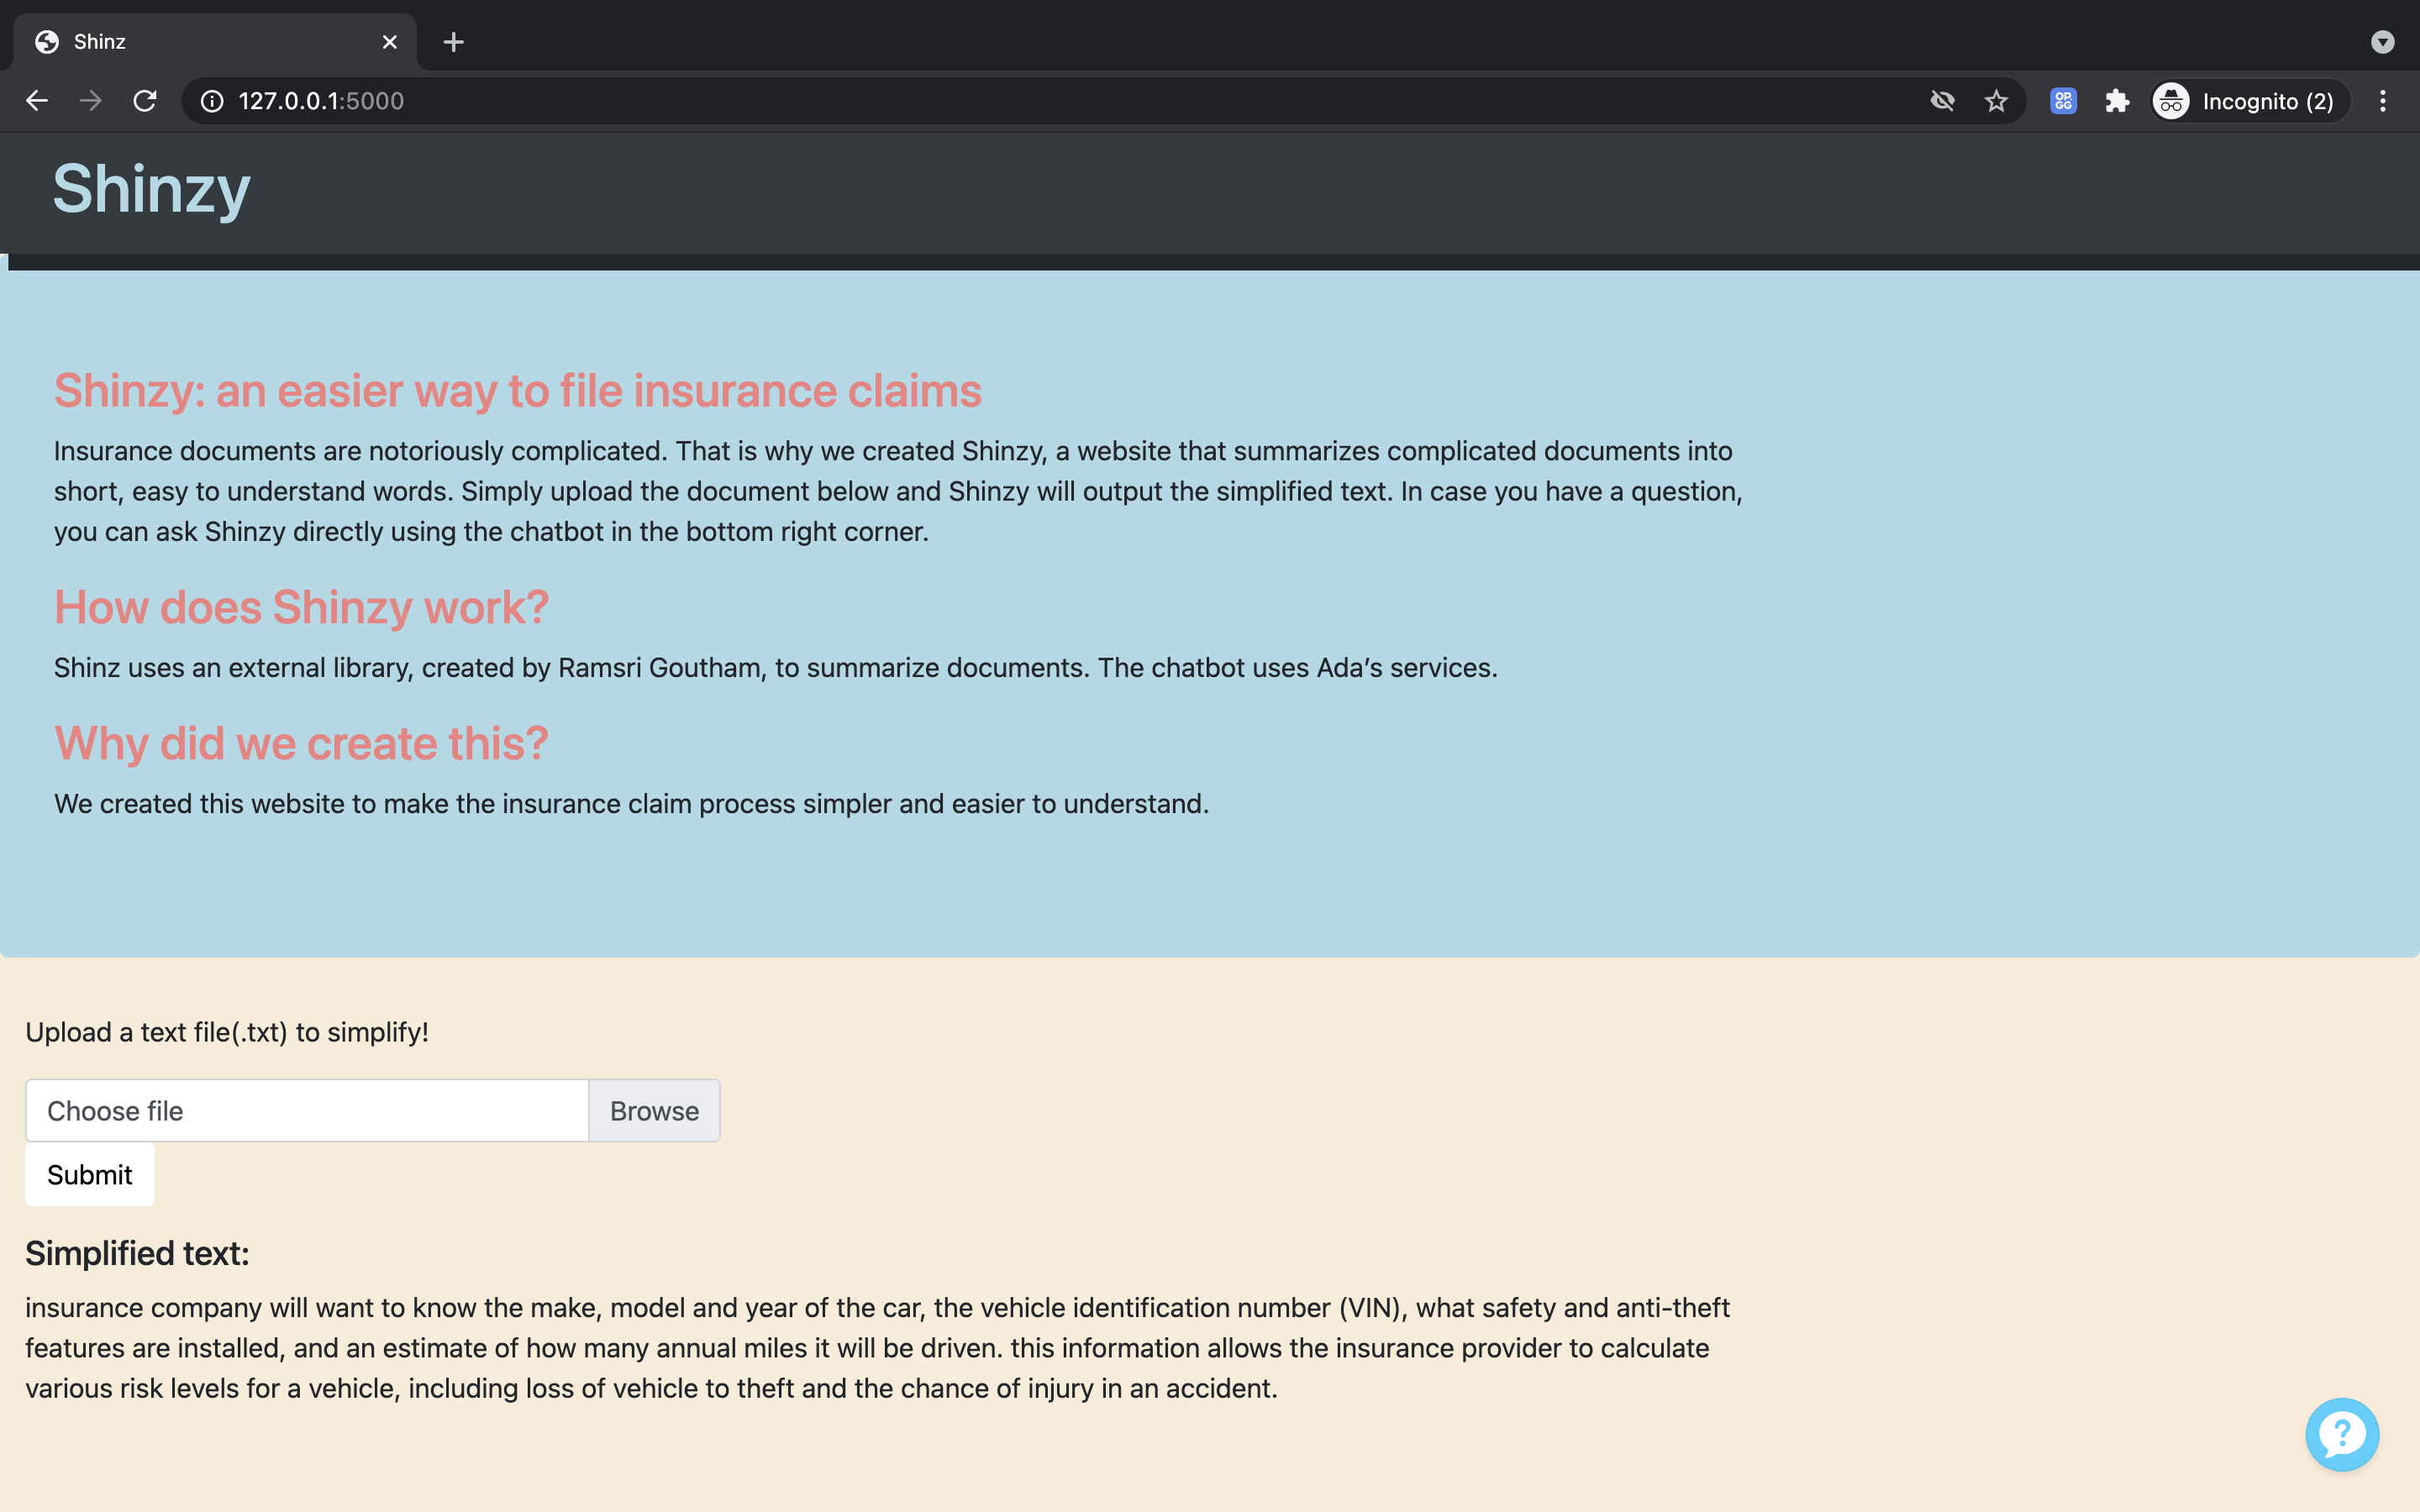 Shinz
127.0.0.1:5000
OP.
GG
Incognito (2)
Shinzy
Shinzy: an easier way to file insurance claims
Insurance documents are notoriously complicated. That is why we created Shinzy, a website that summarizes complicated documents into
short, easy to understand words. Simply upload the document below and Shinzy will output the simplified text. In case you have a question,
you can ask Shinzy directly using the chatbot in the bottom right corner.
How does Shinzy work?
Shinz uses an external library, created by Ramsri Goutham, to summarize documents. The chatbot uses Ada’s services.
Why did we create this?
We created this website to make the insurance claim process simpler and easier to understand.
Upload a text file(.txt) to simplify!
Choose file Browse
Submit
Simplified text:
insurance company will want to know the make, model and year of the car, the vehicle identification number (VIN), what safety and anti-theft
features are installed, and an estimate of how many annual miles it will be driven. this information allows the insurance provider to calculate
various risk levels for a vehicle, including loss of vehicle to theft and the chance of injury in an accident.
?